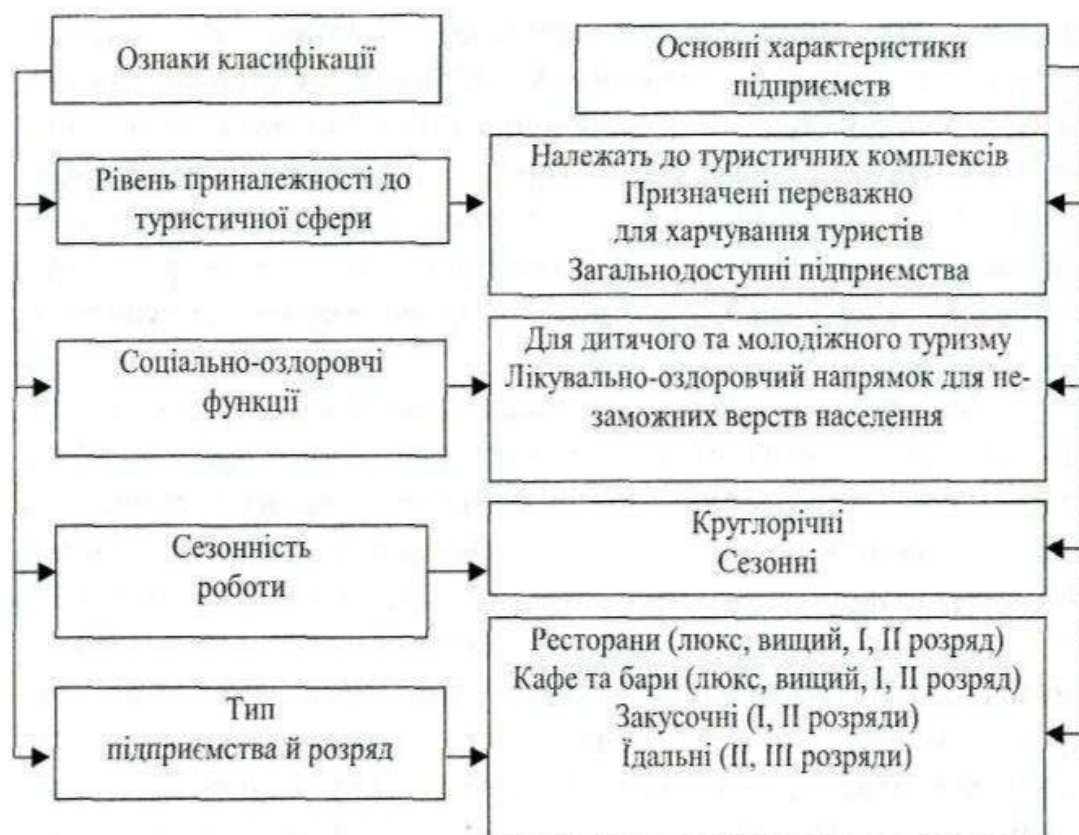 Ознаки класифікації
Основні характеристики
підприємств
Рівень приналежності до
туристичної сфери
Належать до туристичних комплексів
Призначені переважно
для харчування туристів
Загальнодоступні підприємства
Соціально-оздоровчі
функції
Для дитячого та молодіжного туризму
Лікувально-оздоровчий напрямок для не-
заможних верств населення
Сезонність
роботи
Круглорічні
Сезонні
Тип
підприємства й розряд
Ресторани (люкс, вищий, І, ІІ розряд)
Кафе та бари (люкс, вищий, І, ІІ розряд)
Закусочні (І, ІІ розряди)
Їдальні (ІІ, ІІІ розряди)